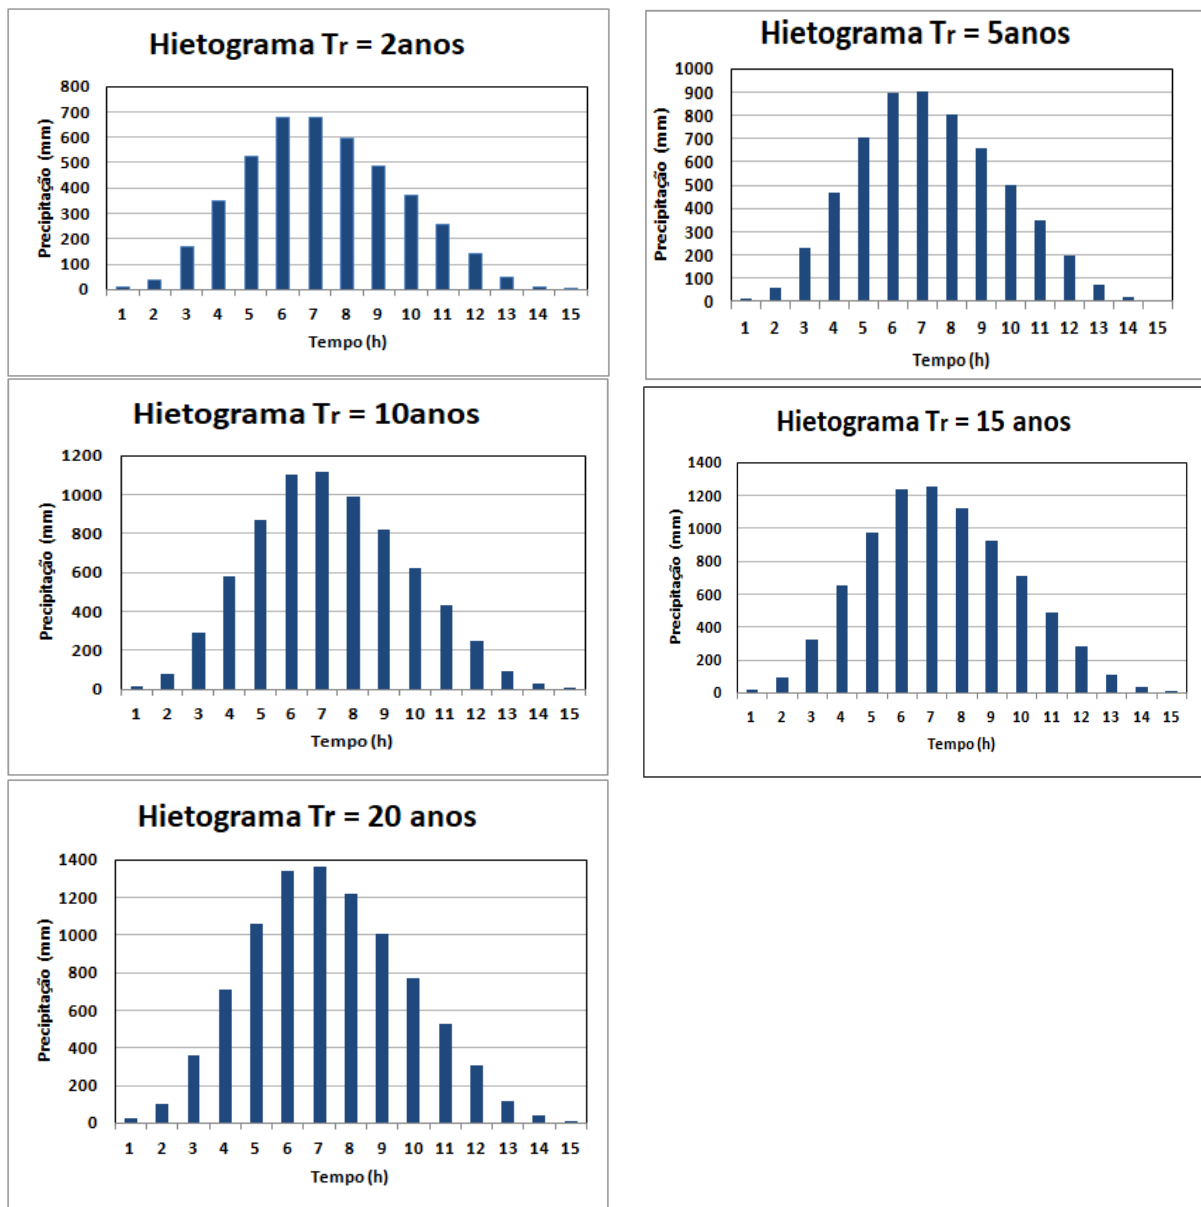 Hietograma Tr = 2anos
Precipitação (mm)
800
700
600
500
400
300
200
100
0
1 2 3 4 5 6 7 8 9 10 11 12 13 14 15
Tempo (h)
Hietograma Tr = 5anos
Precipitação (mm)
1000
900
800
700
600
500
400
300
200
100
0
1 2 3 4 5 6 7 8 9 10 11 12 13 14 15
Tempo (h)
Hietograma Tr = 10anos
Precipitação (mm)
1200
1000
800
600
400
200
0
1 2 3 4 5 6 7 8 9 10 11 12 13 14 15
Tempo (h)
Hietograma Tr = 15 anos
Precipitação (mm)
1400
1200
1000
800
600
400
200
0
1 2 3 4 5 6 7 8 9 10 11 12 13 14 15
Tempo (h)
Hietograma Tr = 20 anos
Precipitação (mm)
1400
1200
1000
800
600
400
200
0
1 2 3 4 5 6 7 8 9 10 11 12 13 14 15
Tempo (h)